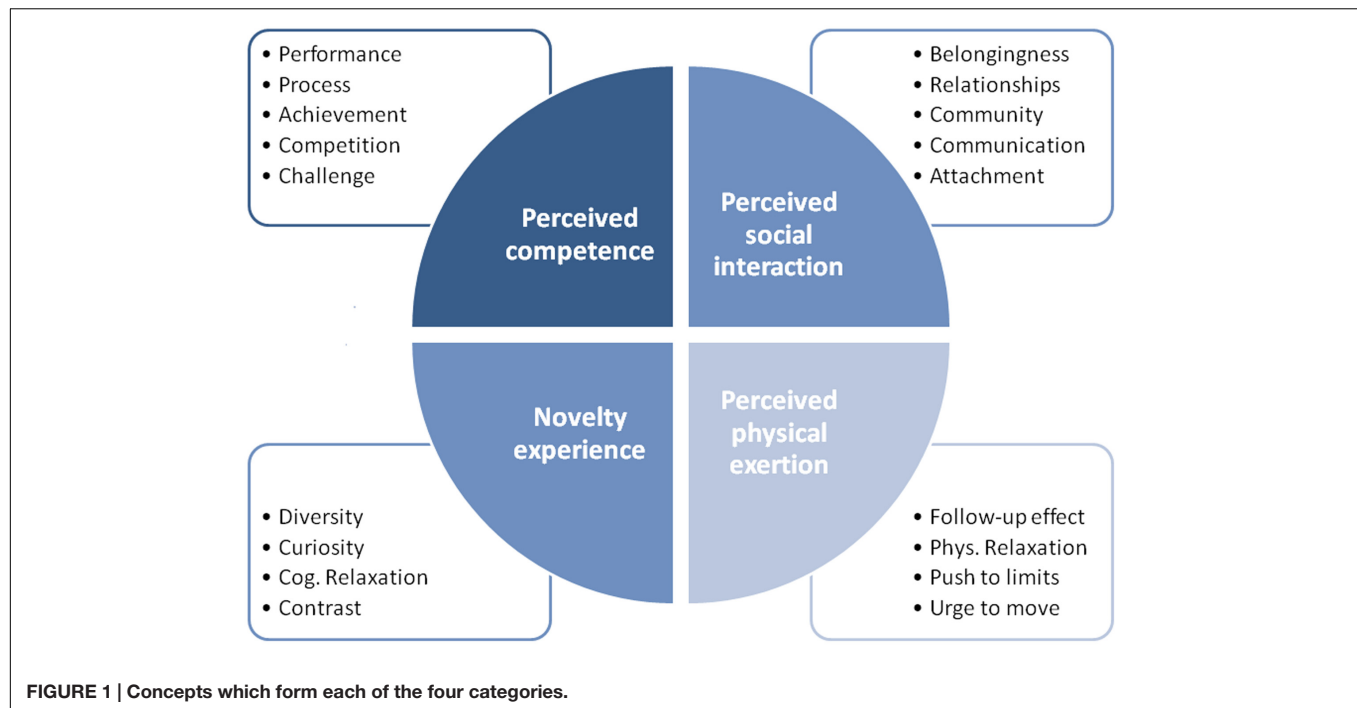 • Performance
• Process
• Achievement
• Competition
• Challenge
• Belongingness
• Relationships
• Community
• Communication
• Attachment
Perceived
competence
Perceived
social
interaction
Novelty
experience
Perceived
physical
exertion
• Diversity
• Curiosity
• Cog. Relaxation
• Contrast
• Follow-up effect
• Phys. Relaxation
• Push to limits
• Urge to move
FIGURE 1 | Concepts which form each of the four categories.